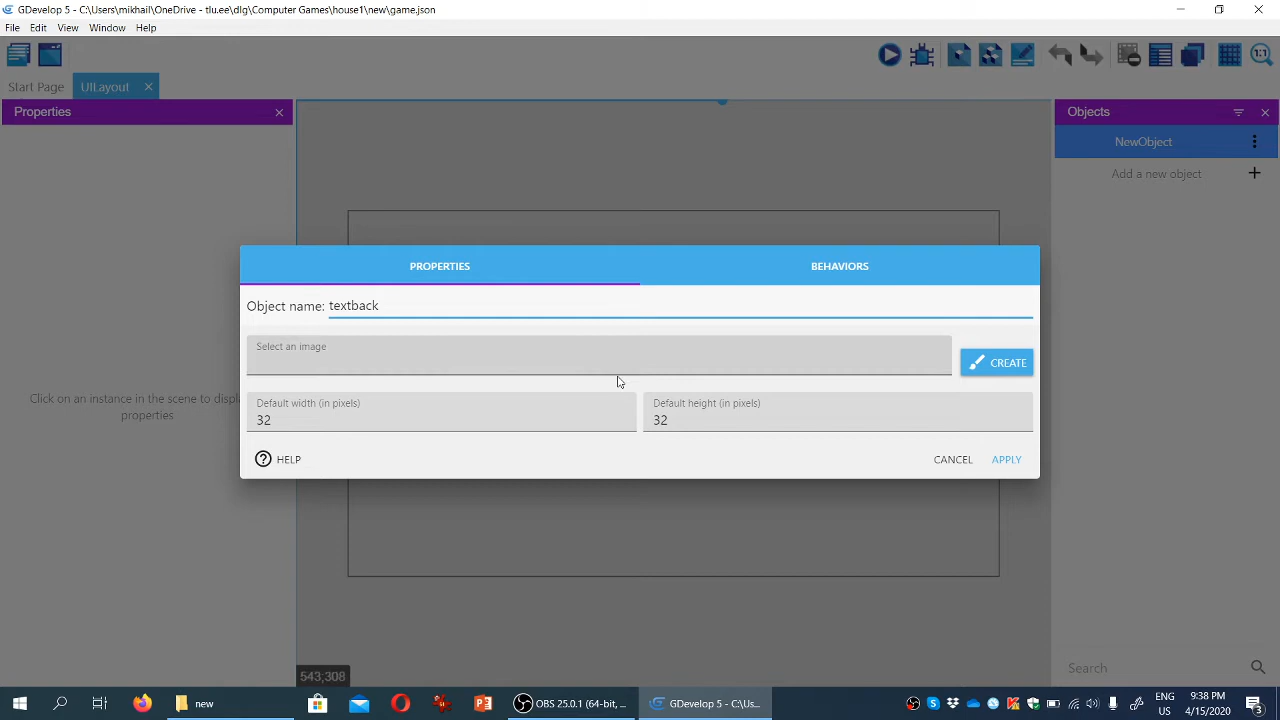 GDevelop 5 - C:\Users\mikhail\OneDrive - tlu.ee\dlg\Computer Games\house1\new\game.json
File Edit View Window Help
1:1
Start Page UILayout
Properties
Objects
NewObject
Add a new object
PROPERTIES BEHAVIORS
Object name: textback
Select an image
CREATE
Click on an instance in the scene to displ
properties
Default width (in pixels) Default height (in pixels)
32 32
HELP CANCEL APPLY
543;308
Search
new
OBS 25.0.1 (64-bit, ...
GDevelop 5 - C:\Us...
ENG
US
9:38 PM
4/15/2020
3